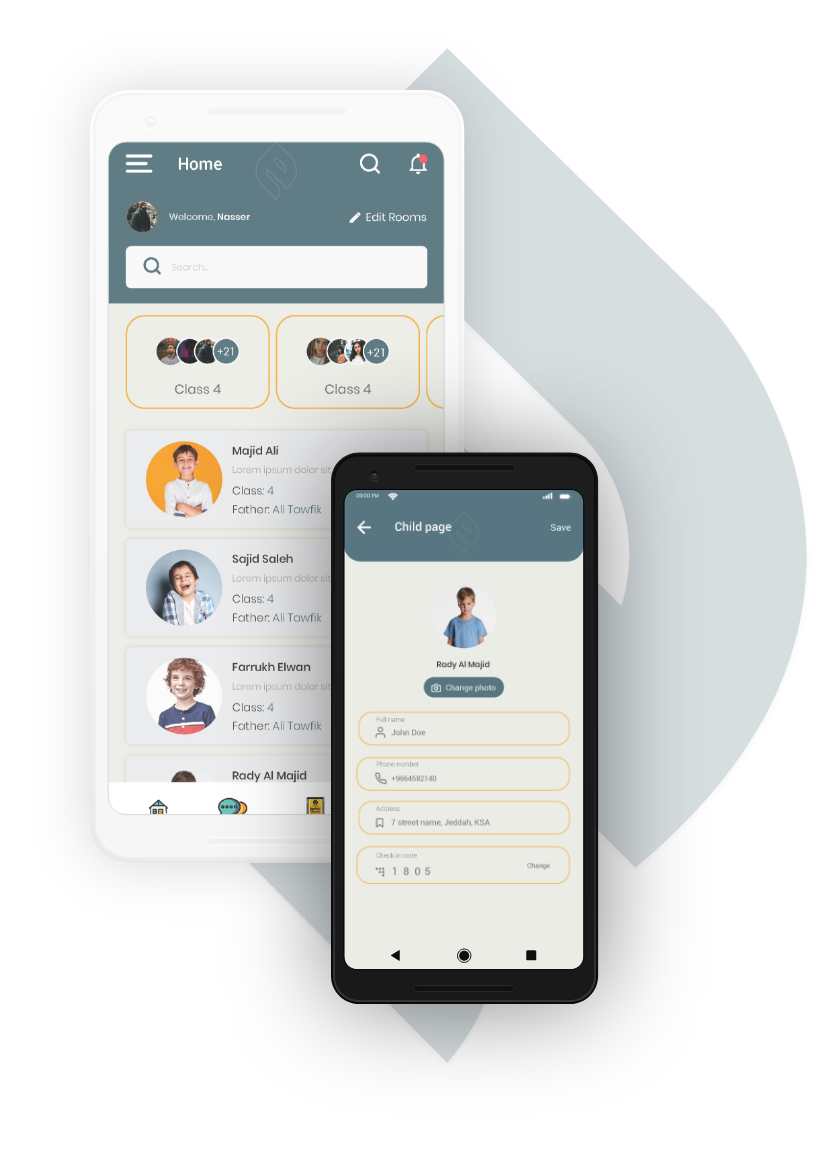 Home
Welcome, Nasser
Edit Rooms
Search..
+21
Class 4
+21
Class 4
Majid Ali
Lorem ipsum dolor sit
Class: 4
Father: Ali Tawfik
Sajid Saleh
Lorem ipsum dolor sit
Class: 4
Father: Ali Tawfik
Farrukh Elwan
Lorem ipsum dolor sit
Class: 4
Father: Ali Tawfik
Rady Al Majid
09:00 PM
Child page
Save
Rady Al Majid
Change photo
Full name
John Doe
Phone number
+9664582140
Address
7 street name, Jeddah, KSA
Check in code
1 8 0 5
Change